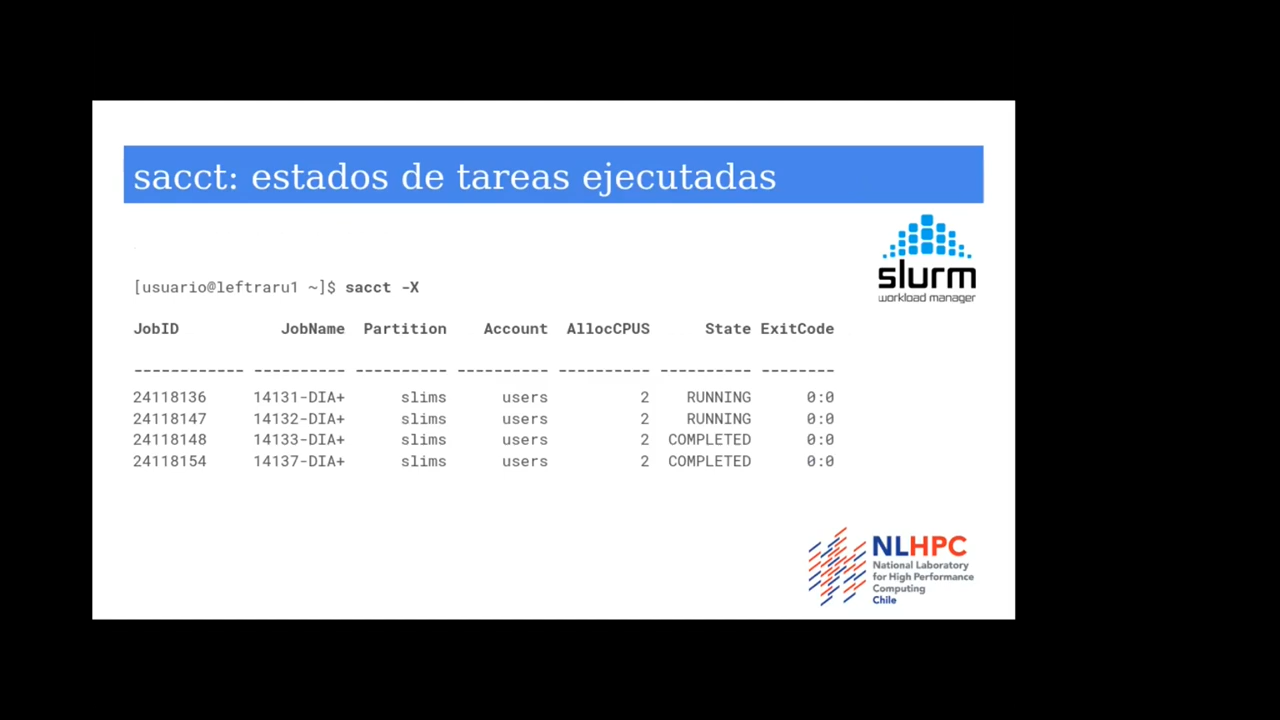 sacct: estados de tareas ejecutadas
slurm
workload manager
[usuario@leftraru1 ~]$ sacct -X
JobID JobName Partition Account AllocCPUS State ExitCode
------------ ---------- ---------- ---------- ---------- ---------- --------
24118136 14131-DIA+ slims users 2 RUNNING 0:0
24118147 14132-DIA+ slims users 2 RUNNING 0:0
24118148 14133-DIA+ slims users 2 COMPLETED 0:0
24118154 14137-DIA+ slims users 2 COMPLETED 0:0
NLHPC
National Laboratory
for High Performance
Computing
Chile